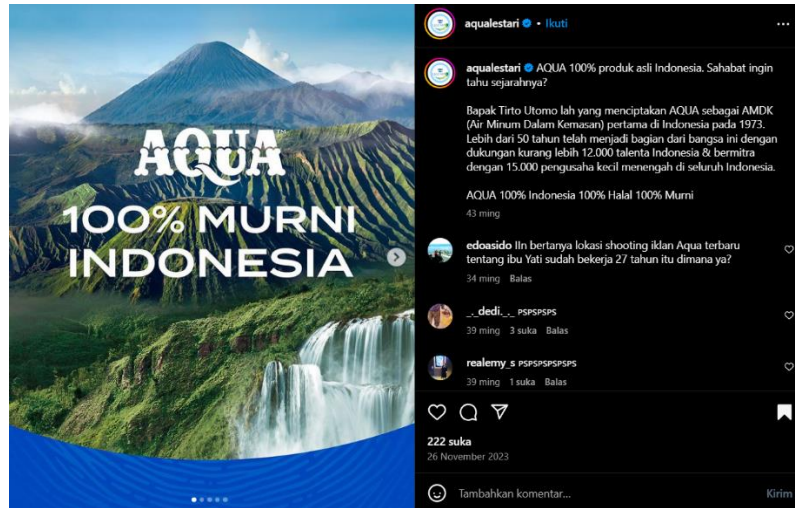 AQUA
100% MURNI
INDONESIA
aqualestari • Ikuti
aqualestari AQUA 100% produk asli Indonesia. Sahabat ingin
tahu sejarahnya?
Bapak Tirto Utomo lah yang menciptakan AQUA sebagai AMDK
(Air Minum Dalam Kemasan) pertama di Indonesia pada 1973.
Lebih dari 50 tahun telah menjadi bagian dari bangsa ini dengan
dukungan kurang lebih 12.000 talenta Indonesia & bermitra
dengan 15.000 pengusaha kecil menengah di seluruh Indonesia.
AQUA 100% Indonesia 100% Halal 100% Murni
43 ming
edoasido IIn bertanya lokasi shooting iklan Aqua terbaru
tentang ibu Yati sudah bekerja 27 tahun itu dimana ya?
34 ming Balas
_._dedi._._ PSPSPSPS
39 ming 3 suka Balas
realemy_s PSPSPSPSPSPS
39 ming 1 suka Balas
222 suka
26 November 2023
Tambahkan komentar...
Kirim